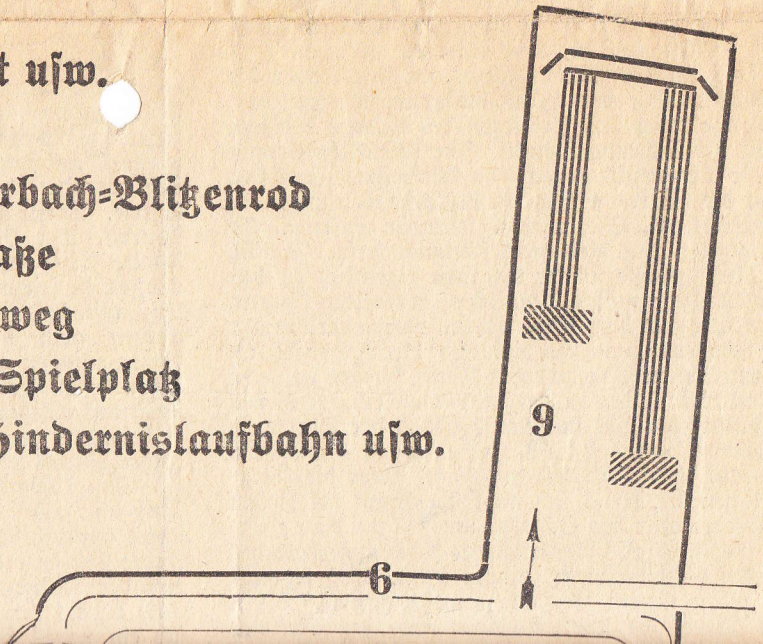 t usw.
rbach=Blitzenrod
aße
weg
Spielplatz
hindernislaufbahn usw.
9
6